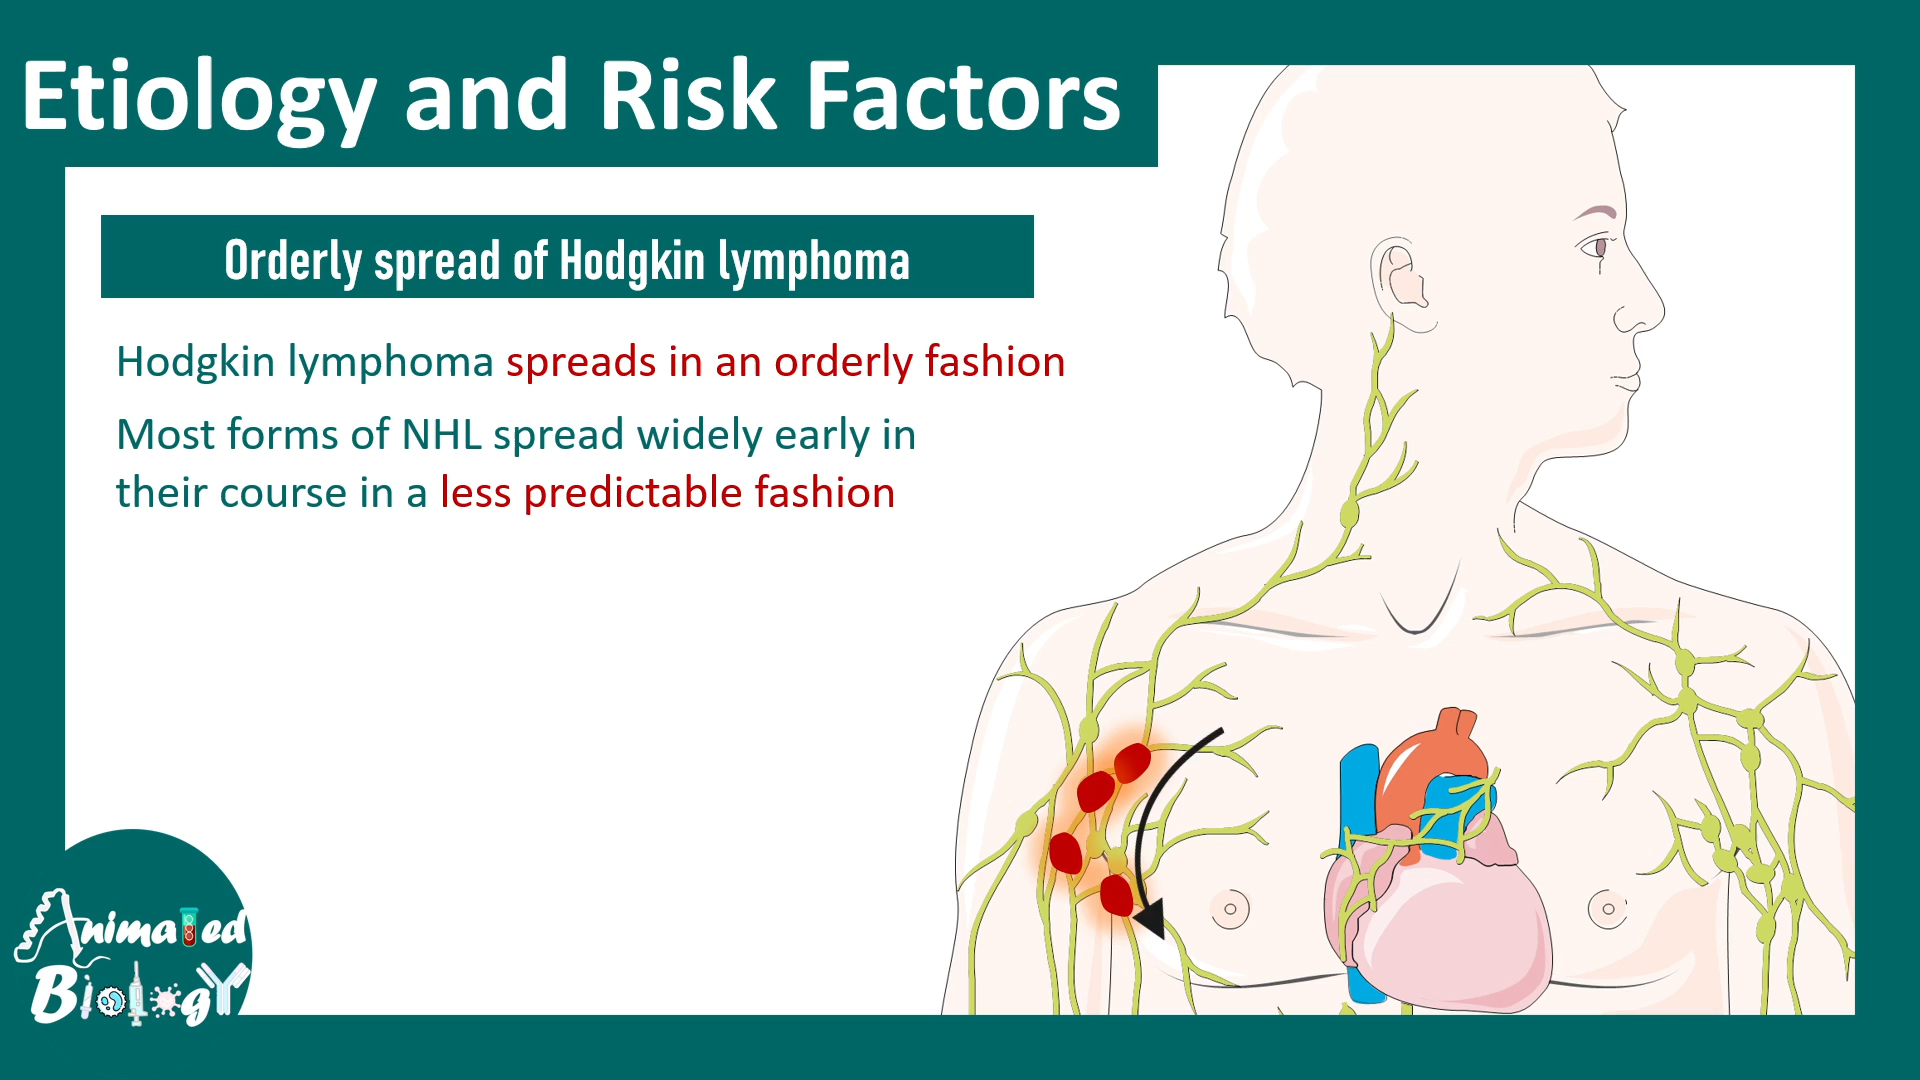 Etiology and Risk Factors
Orderly spread of Hodgkin lymphoma
Hodgkin lymphoma spreads in an orderly fashion
Most forms of NHL spread widely early in
their course in a less predictable fashion
Animated
Biology